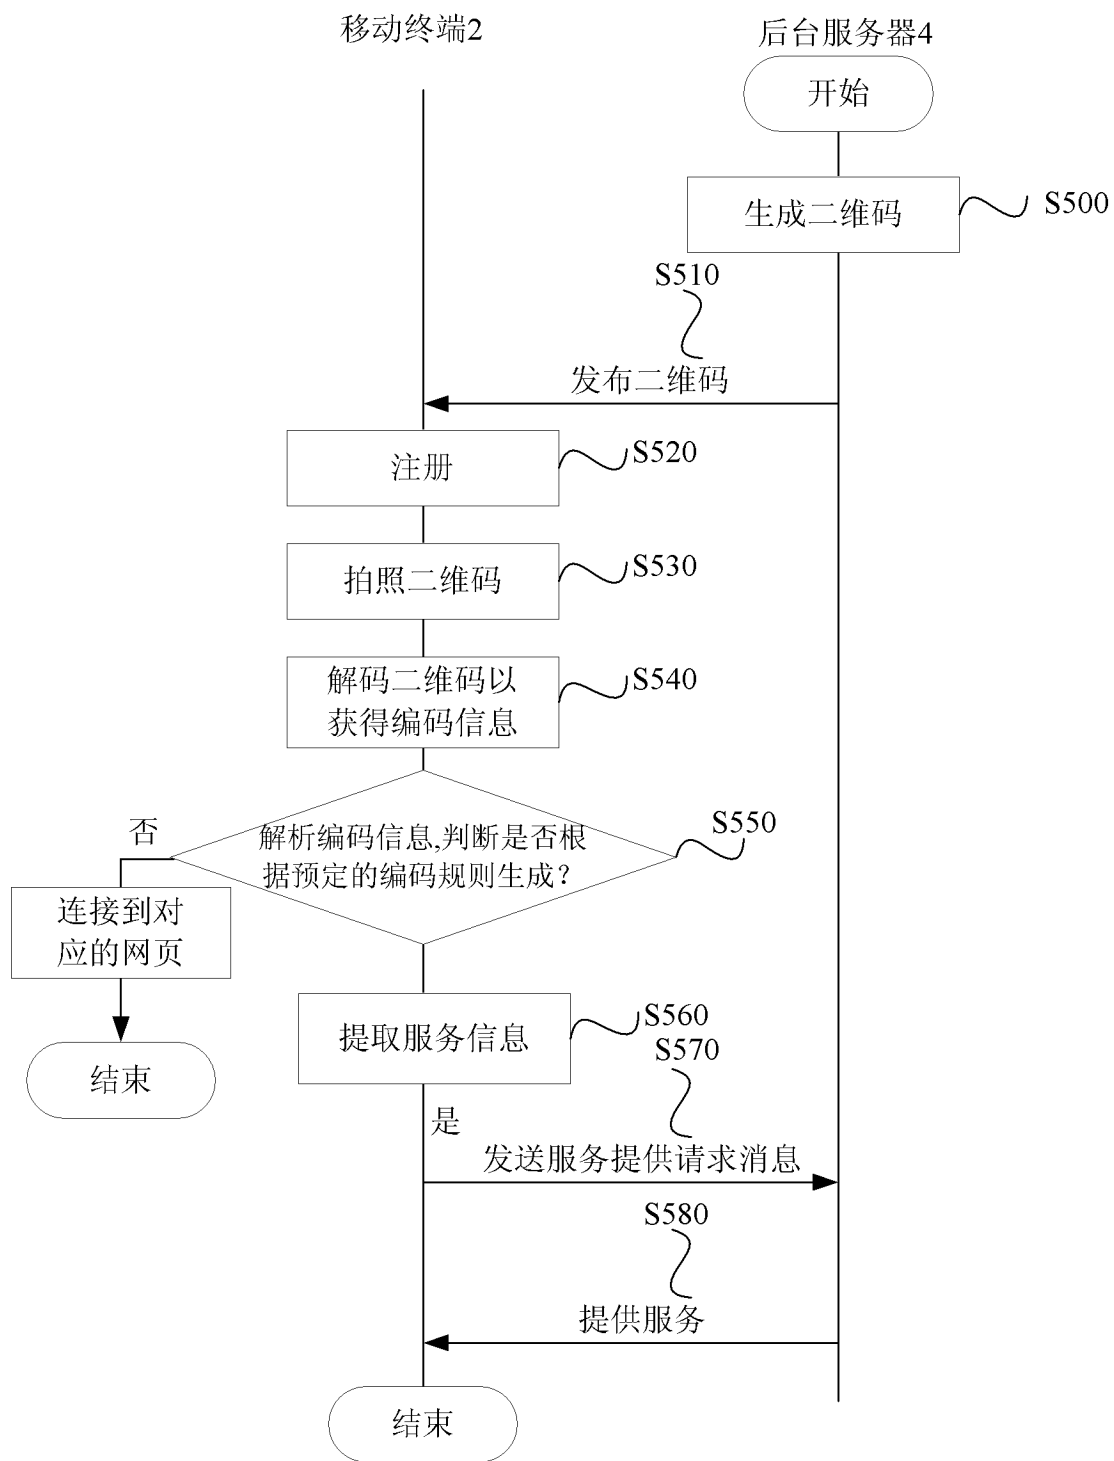 移动终端2
后台服务器4
开始
生成二维码
S500
S510
发布二维码
注册
S520
拍照二维码
S530
解码二维码以
获得编码信息
S540
否
解析编码信息,判断是否根
据预定的编码规则生成？
S550
连接到对
应的网页
结束
提取服务信息
S560
S570
是
发送服务提供请求消息
S580
提供服务
结束